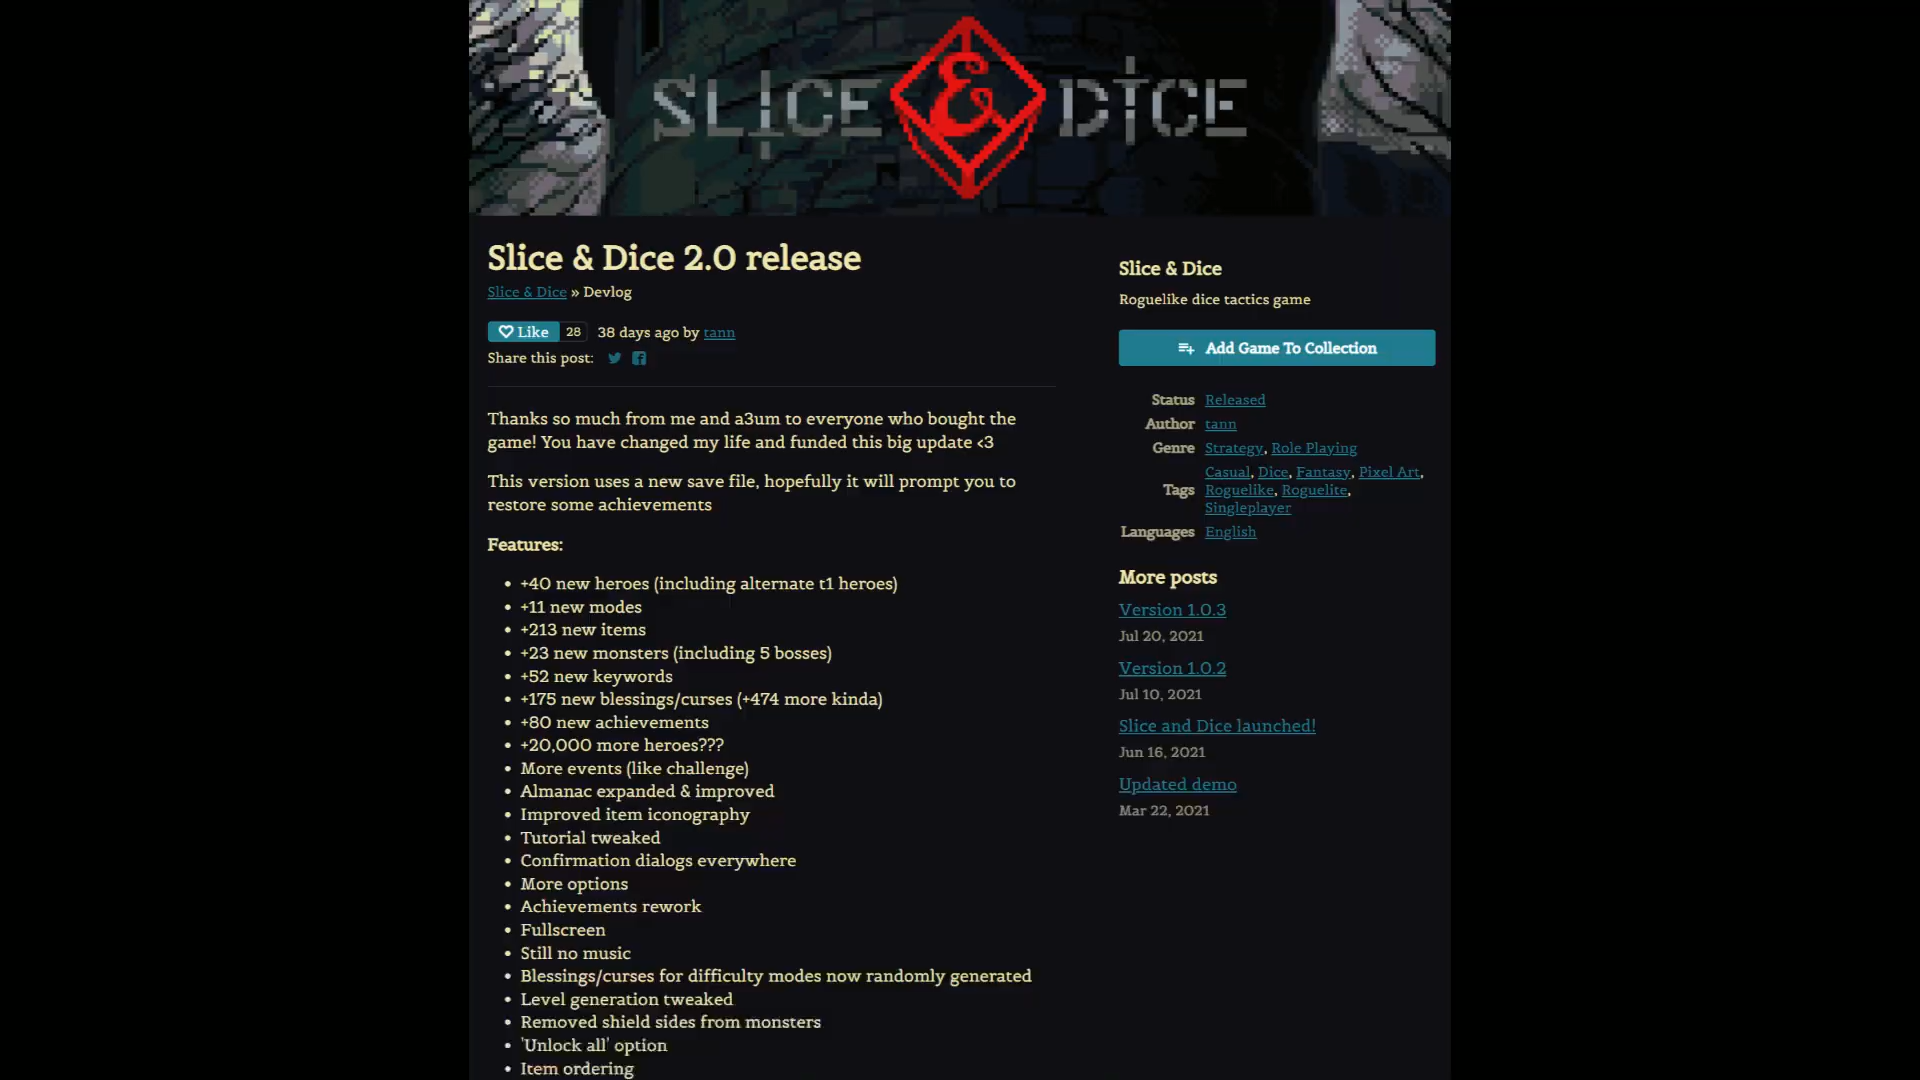 SLICE & DICE
Slice & Dice 2.0 release
Slice & Dice » Devlog
Like 28 38 days ago by tann
Share this post:
Thanks so much from me and a3um to everyone who bought the
game! You have changed my life and funded this big update <3
This version uses a new save file, hopefully it will prompt you to
restore some achievements
Features:
• +40 new heroes (including alternate t1 heroes)
• +11 new modes
• +213 new items
• +23 new monsters (including 5 bosses)
• +52 new keywords
• +175 new blessings/curses (+474 more kinda)
• +80 new achievements
• +20,000 more heroes???
• More events (like challenge)
• Almanac expanded & improved
• Improved item iconography
• Tutorial tweaked
• Confirmation dialogs everywhere
• More options
• Achievements rework
• Fullscreen
• Still no music
• Blessings/curses for difficulty modes now randomly generated
• Level generation tweaked
• Removed shield sides from monsters
• 'Unlock all' option
• Item ordering
Slice & Dice
Roguelike dice tactics game
Add Game To Collection
Status Released
Author tann
Genre Strategy, Role Playing
Tags Casual, Dice, Fantasy, Pixel Art,
Roguelike, Roguelite,
Singleplayer
Languages English
More posts
Version 1.0.3
Jul 20, 2021
Version 1.0.2
Jul 10, 2021
Slice and Dice launched!
Jun 16, 2021
Updated demo
Mar 22, 2021